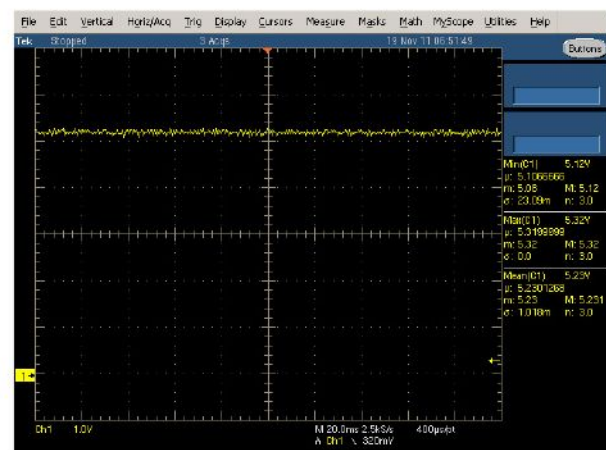 File Edit Vertical Horiz/Acq Trig Display Cursors Measure Masks Math MyScope Utilities Help
Tek Stopped 3 Acqs 19 Nov 11 06:51:49
Buttons
Min(C1) 5.12V
µ: 5.1066666
m: 5.08 M: 5.12
σ: 23.09m n: 3.0
Max(C1) 5.32V
µ: 5.3199999
m: 5.32 M: 5.32
σ: 0.0 n: 3.0
Mean(C1) 5.23V
µ: 5.2301268
m: 5.23 M: 5.231
σ: 1.018m n: 3.0
1
Ch1 1.0V M 20.0ms 2.5kS/s 400µs/pt
A Ch1 \ 320mV